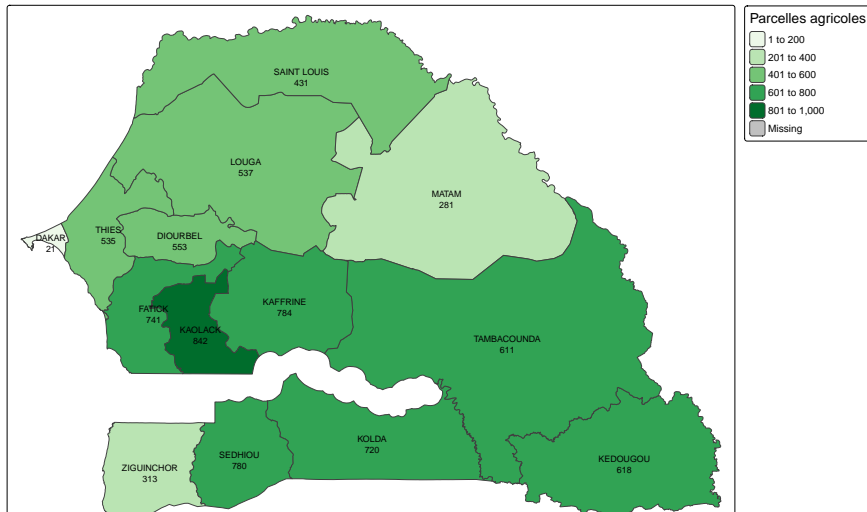 Parcelles agricoles
1 to 200
201 to 400
401 to 600
601 to 800
801 to 1,000
Missing
SAINT LOUIS
431
LOUGA
537
MATAM
281
DAKAR
21
THIES
535
DIOURBEL
553
FATICK
741
KAOLACK
842
KAFFRINE
784
TAMBACOUNDA
611
ZIGUINCHOR
313
SEDHIOU
780
KOLDA
720
KEDOUGOU
618